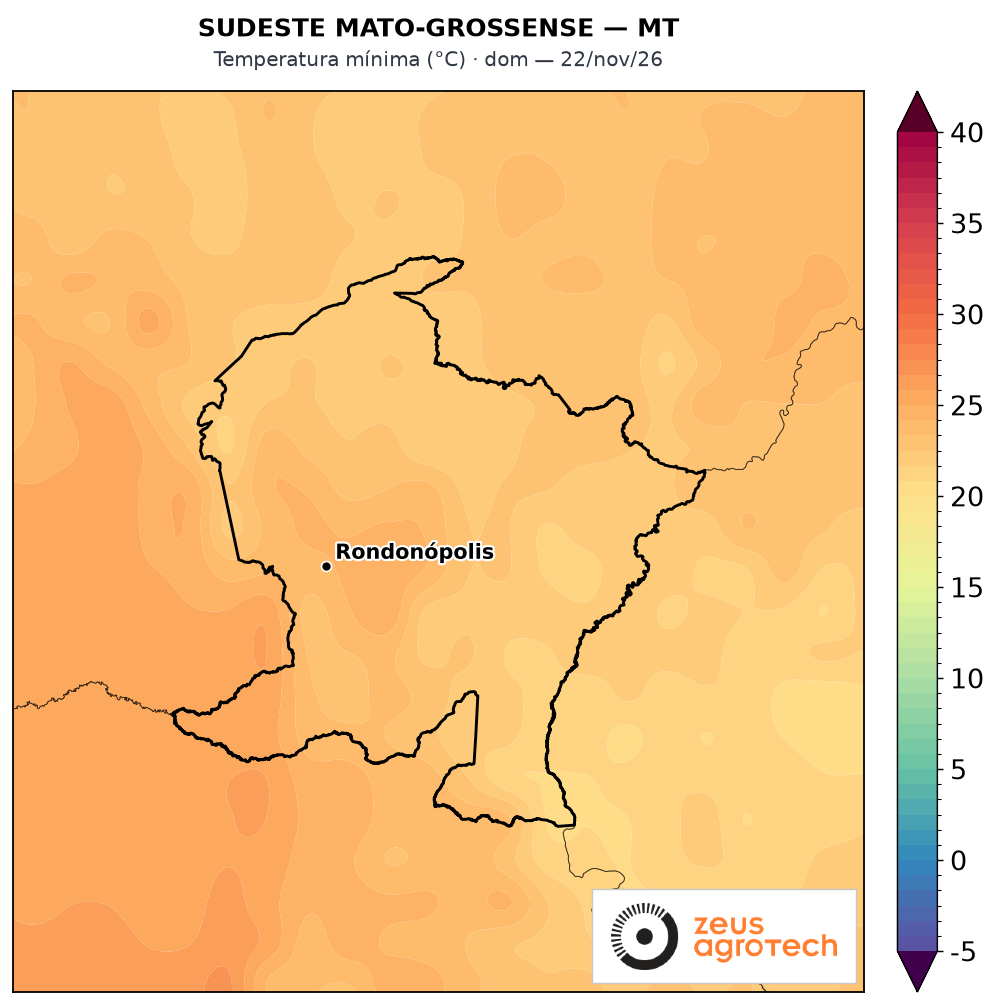 SUDESTE MATO-GROSSENSE — MT
Temperatura mínima (°C) · dom — 22/nov/26
40
35
30
25
20
15
10
5
0
-5
Rondonópolis
zeus
agrotech